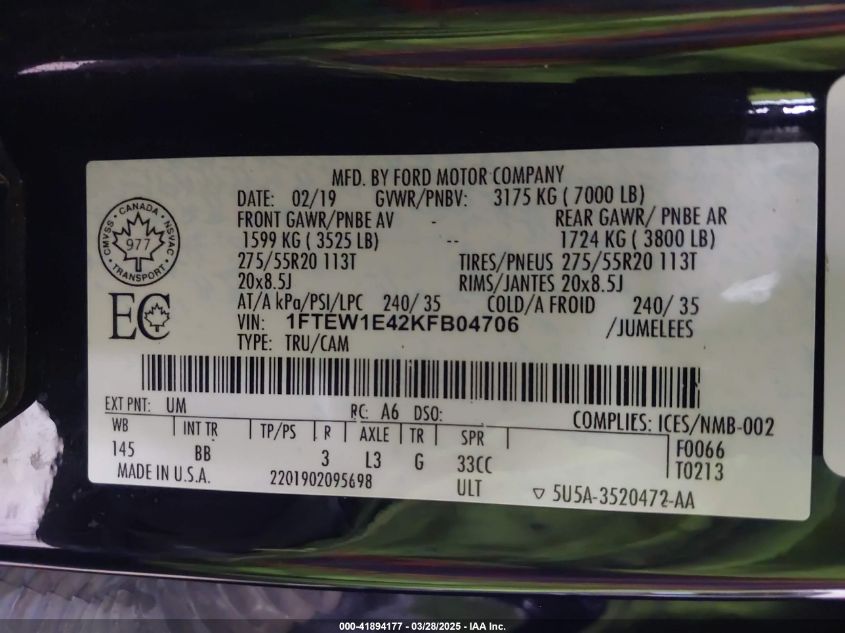 MFD. BY FORD MOTOR COMPANY
DATE: 02/19 GVWR/PNBV: 3175 KG ( 7000 LB)
FRONT GAWR/PNBE AV - REAR GAWR/ PNBE AR
1599 KG ( 3525 LB) -- 1724 KG ( 3800 LB)
275/55R20 113T TIRES/PNEUS 275/55R20 113T
20x8.5J RIMS/JANTES 20x8.5J
AT/A kPa/PSI/LPC 240/ 35 COLD/A FROID 240/ 35
VIN: 1FTEW1E42KFB04706 /JUMELEES
TYPE: TRU/CAM
CMVSS CANADA NSVAC
977
TRANSPORT
EC
EXT PNT: UM RC: A6 DSO: COMPLIES: ICES/NMB-002
WB INT TR TP/PS R AXLE TR SPR F0066
145 BB 3 L3 G 33CC T0213
MADE IN U.S.A. 2201902095698 ULT ▽ 5U5A-3520472-AA
000-41894177 - 03/28/2025 - IAA Inc.